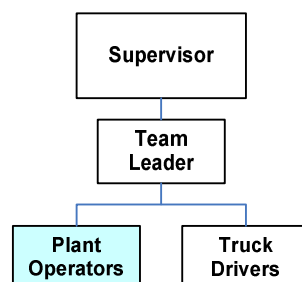 Supervisor
Team
Leader
Plant
Operators
Truck
Drivers